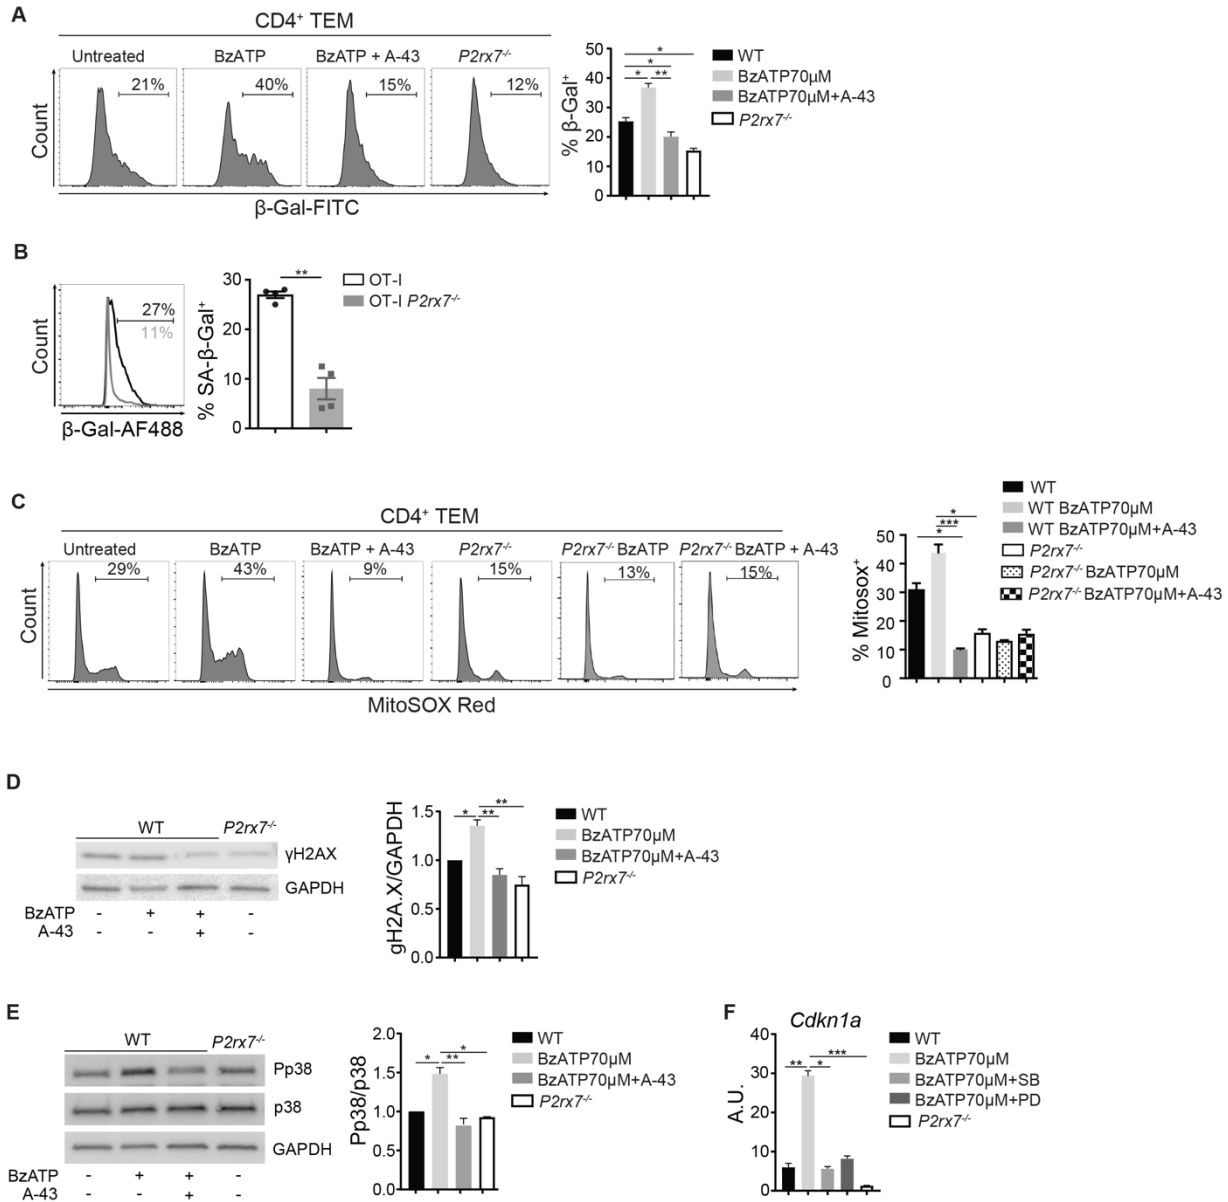 A
CD4⁺ TEM
Untreated BzATP BzATP + A-43 P2rx7⁻/⁻
21% 40% 15% 12%
Count
β-Gal-FITC
% β-Gal⁺
50
40
30
20
10
0
*
*
* **
WT
BzATP70µM
BzATP70µM+A-43
P2rx7⁻/⁻
B
Count
27%
11%
β-Gal-AF488
% SA-β-Gal⁺
30
20
10
0
**
OT-I
OT-I P2rx7⁻/⁻
C
CD4⁺ TEM
Untreated BzATP BzATP + A-43 P2rx7⁻/⁻ P2rx7⁻/⁻ BzATP P2rx7⁻/⁻ BzATP + A-43
29% 43% 9% 15% 13% 15%
Count
MitoSOX Red
% Mitosox⁺
50
40
30
20
10
0
*
***
*
WT
WT BzATP70µM
WT BzATP70µM+A-43
P2rx7⁻/⁻
P2rx7⁻/⁻ BzATP70µM
P2rx7⁻/⁻ BzATP70µM+A-43
D
WT P2rx7⁻/⁻
γH2AX
GAPDH
BzATP - + + -
A-43 - - + -
gH2A.X/GAPDH
1.5
1.0
0.5
0.0
**
* **
WT
BzATP70µM
BzATP70µM+A-43
P2rx7⁻/⁻
E
WT P2rx7⁻/⁻
Pp38
p38
GAPDH
BzATP - + + -
A-43 - - + -
Pp38/p38
2.0
1.5
1.0
0.5
0.0
*
* **
WT
BzATP70µM
BzATP70µM+A-43
P2rx7⁻/⁻
F
Cdkn1a
A.U.
40
30
20
10
0
***
** *
WT
BzATP70µM
BzATP70µM+SB
BzATP70µM+PD
P2rx7⁻/⁻